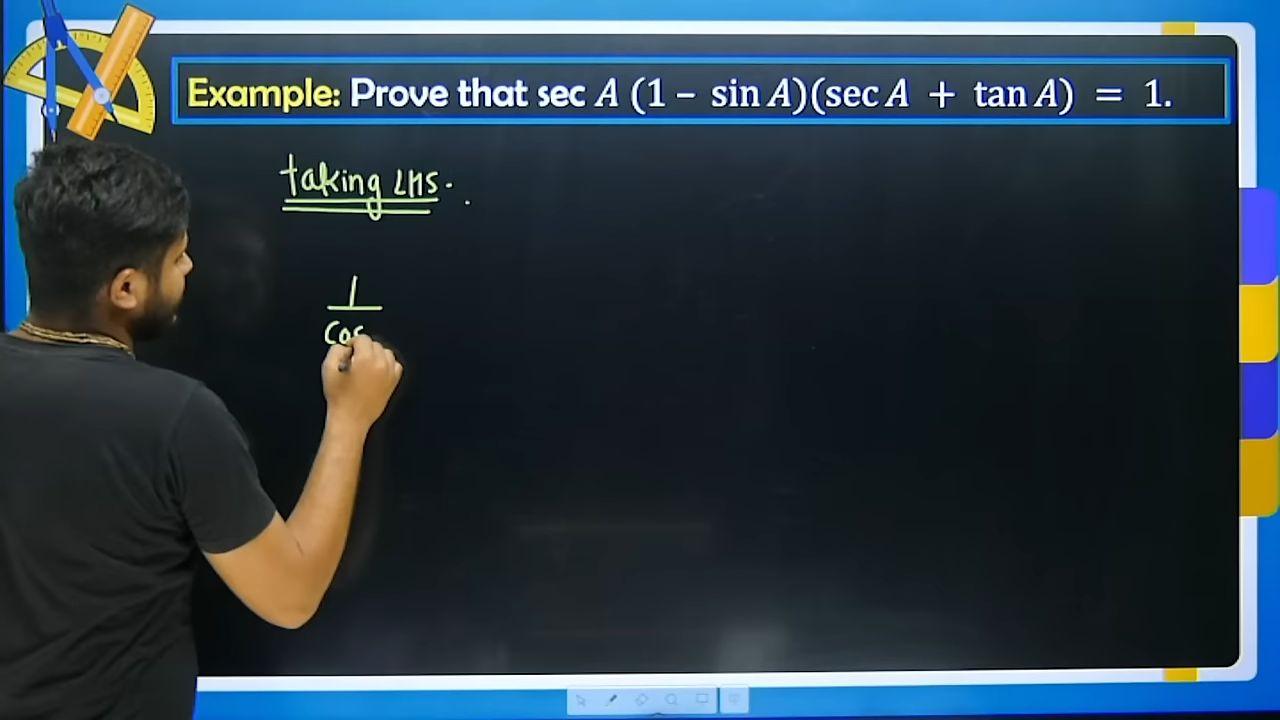 Example: Prove that sec A (1 – sin A)(sec A + tan A) = 1.
taking LHS.
1
Cos